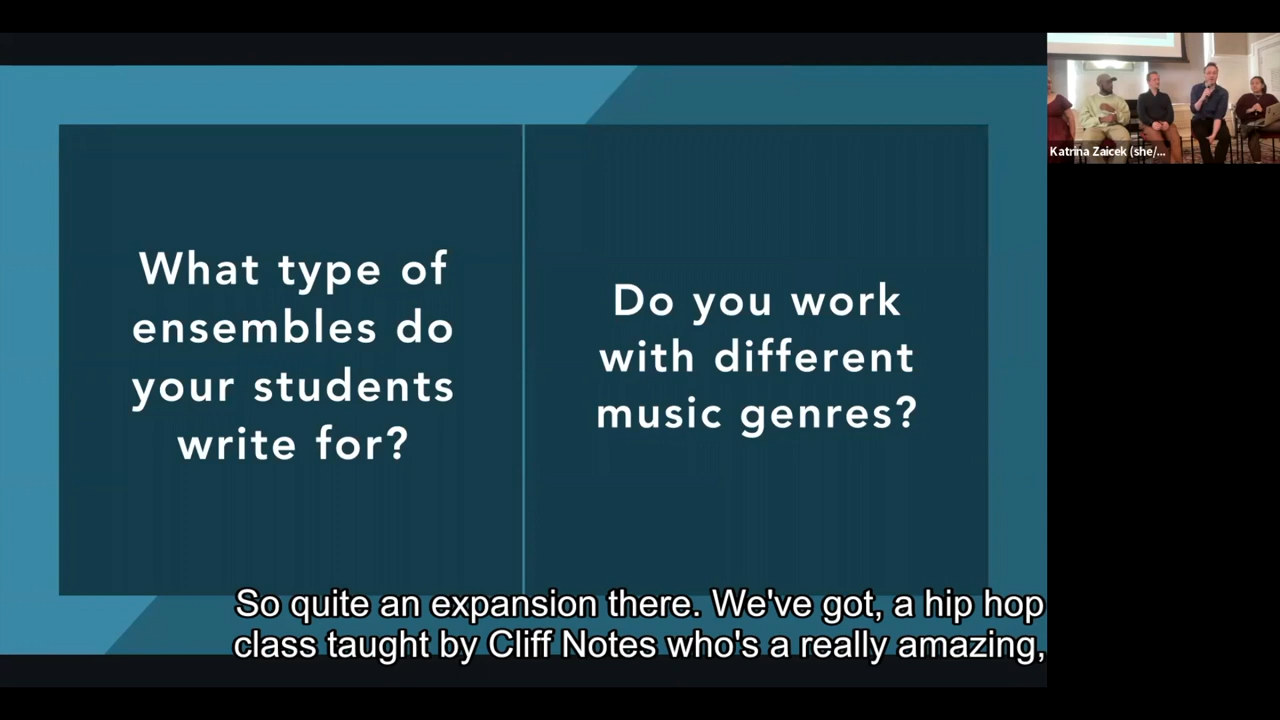 What type of
ensembles do
your students
write for?
Do you work
with different
music genres?
Katrina Zaicek (she/...
So quite an expansion there. We've got, a hip hop
class taught by Cliff Notes who's a really amazing,